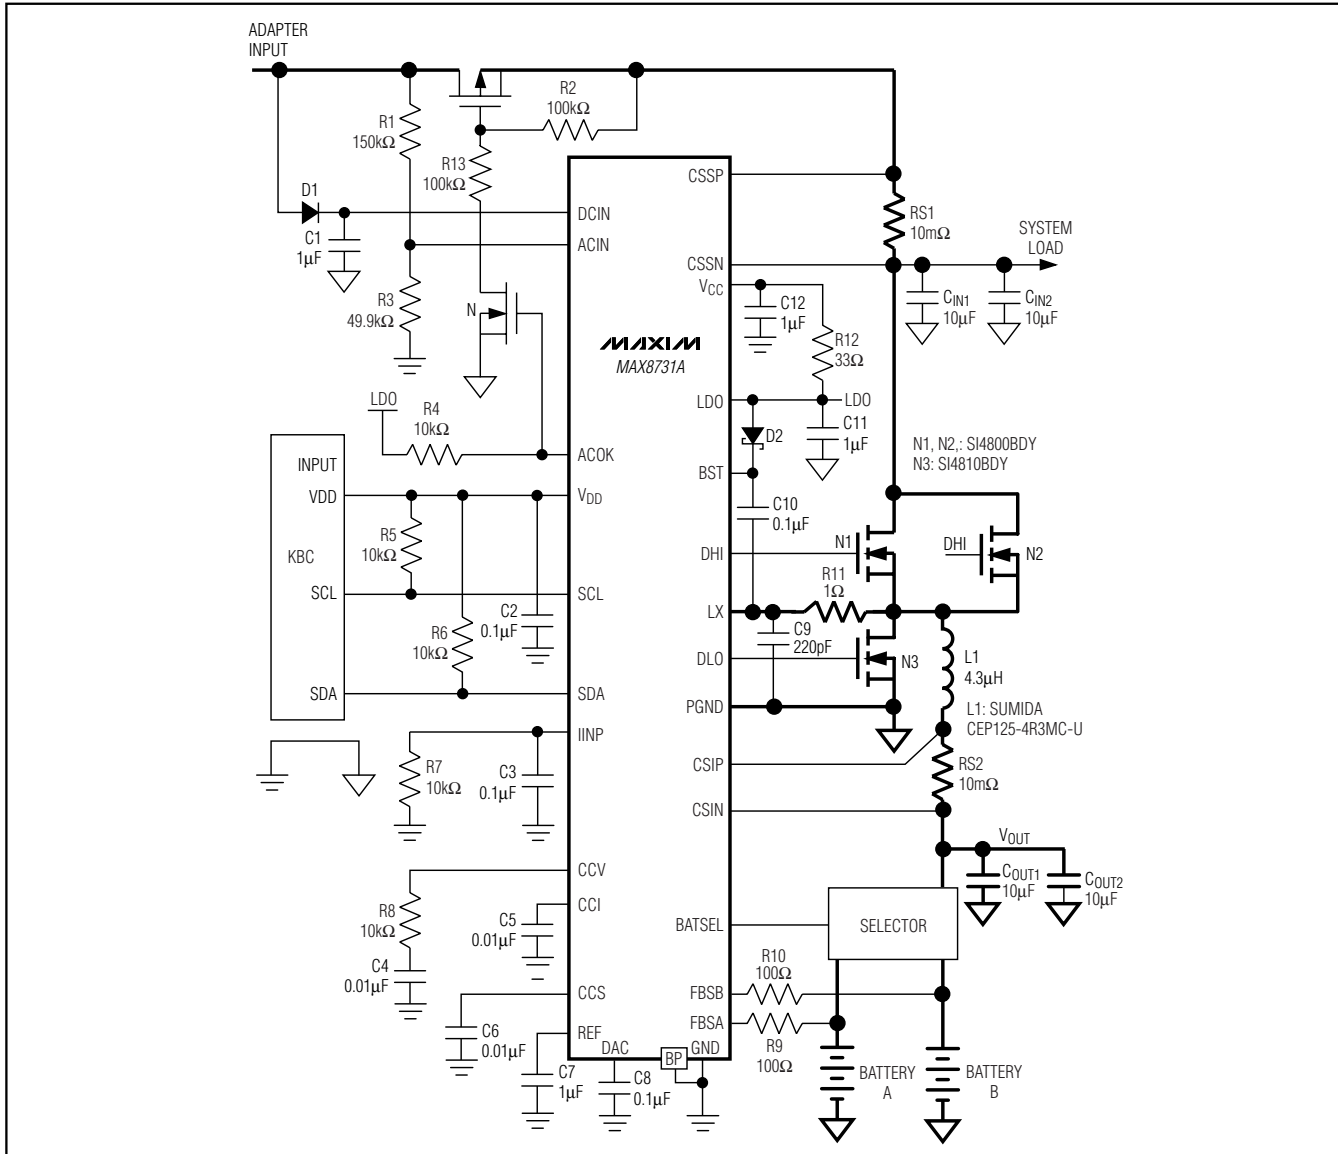 ADAPTER
INPUT
R1
150kΩ
R2
100kΩ
R13
100kΩ
D1
C1
1µF
R3
49.9kΩ
N
LDO
R4
10kΩ
INPUT
VDD
KBC
SCL
SDA
R5
10kΩ
R6
10kΩ
C2
0.1µF
R7
10kΩ
C3
0.1µF
R8
10kΩ
C4
0.01µF
C5
0.01µF
C6
0.01µF
C7
1µF
C8
0.1µF
DCIN
ACIN
ACOK
VDD
SCL
SDA
IINP
CCV
CCI
CCS
REF
DAC
BP
GND
MAXIM
MAX8731A
CSSP
CSSN
VCC
LDO
BST
DHI
LX
DLO
PGND
CSIP
CSIN
BATSEL
FBSB
FBSA
RS1
10mΩ
SYSTEM
LOAD
CIN1
10µF
CIN2
10µF
C12
1µF
R12
33Ω
LDO
D2
C11
1µF
C10
0.1µF
N1, N2,: SI4800BDY
N3: SI4810BDY
N1
DHI
N2
R11
1Ω
C9
220pF
N3
L1
4.3µH
L1: SUMIDA
CEP125-4R3MC-U
RS2
10mΩ
VOUT
COUT1
10µF
COUT2
10µF
SELECTOR
R10
100Ω
R9
100Ω
BATTERY
A
BATTERY
B